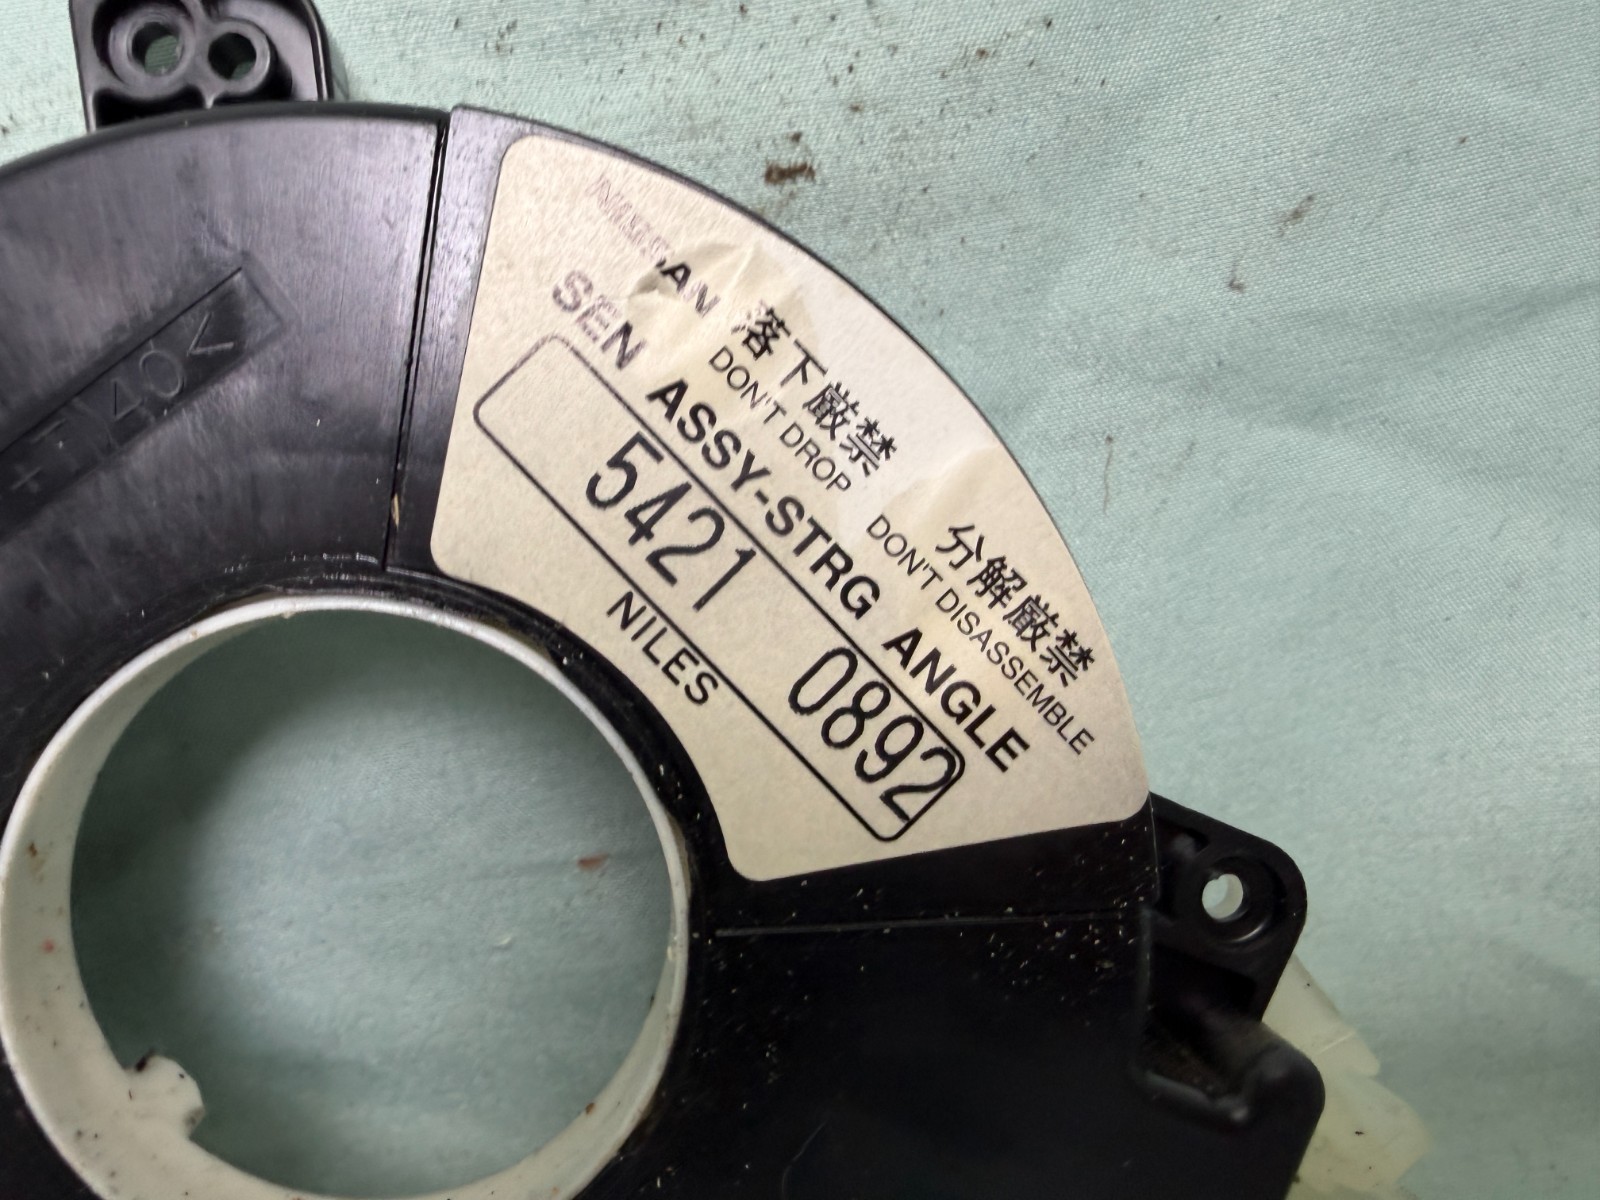 NISSAN
落下厳禁
DON'T DROP
分解厳禁
DON'T DISASSEMBLE
SEN ASSY-STRG ANGLE
5421 0892
NILES